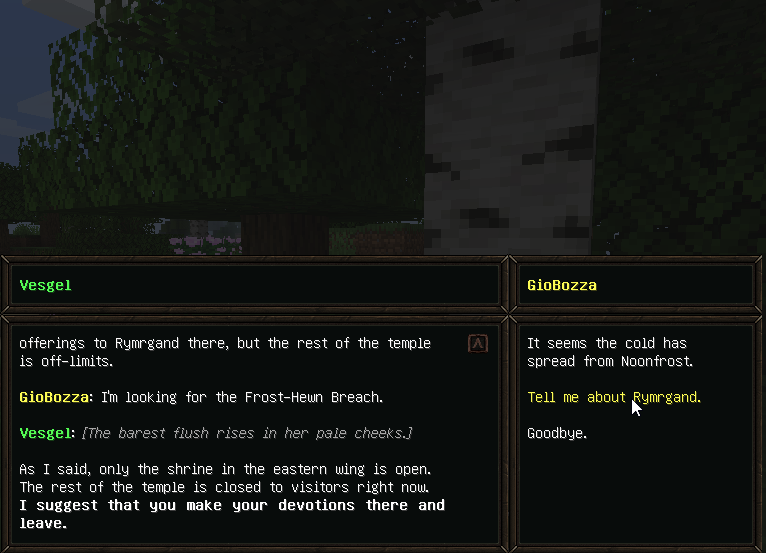 Vesgel
GioBozza
offerings to Rymrgand there, but the rest of the temple
is off-limits.
GioBozza: I'm looking for the Frost-Hewn Breach.
Vesgel: [The barest flush rises in her pale cheeks.]
As I said, only the shrine in the eastern wing is open.
The rest of the temple is closed to visitors right now.
I suggest that you make your devotions there and
leave.
It seems the cold has
spread from Noonfrost.
Tell me about Rymrgand.
Goodbye.